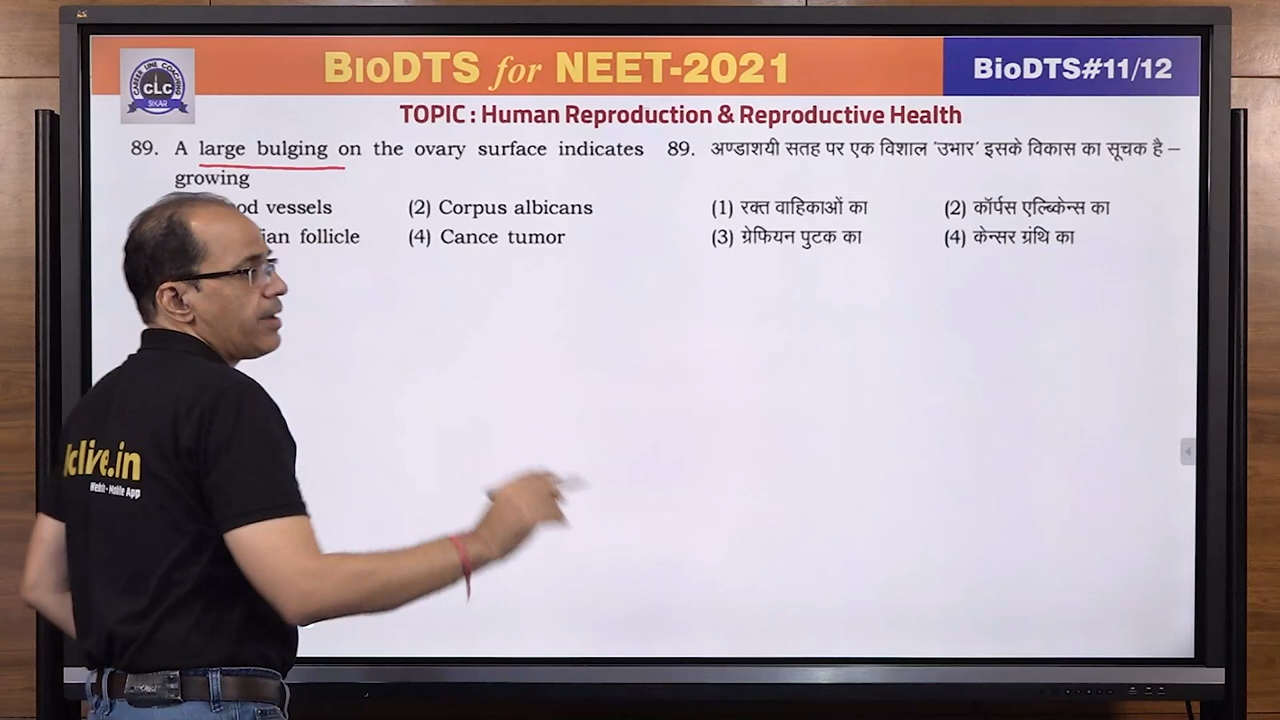 BIODTS for NEET-2021
BIODTS#11/12
CAREER LINE COACHING
CLC
SIKAR
TOPIC : Human Reproduction & Reproductive Health
89. A large bulging on the ovary surface indicates
growing
vessels
(2) Corpus albicans
follicle
(4) Cance tumor
89. अण्डाशयी सतह पर एक विशाल 'उभार' इसके विकास का सूचक है –
(1) रक्त वाहिकाओं का
(2) कॉर्पस एल्बिकेन्स का
(3) ग्रेफियन पुटक का
(4) केन्सर ग्रंथि का
clive.in
Website • Mobile App